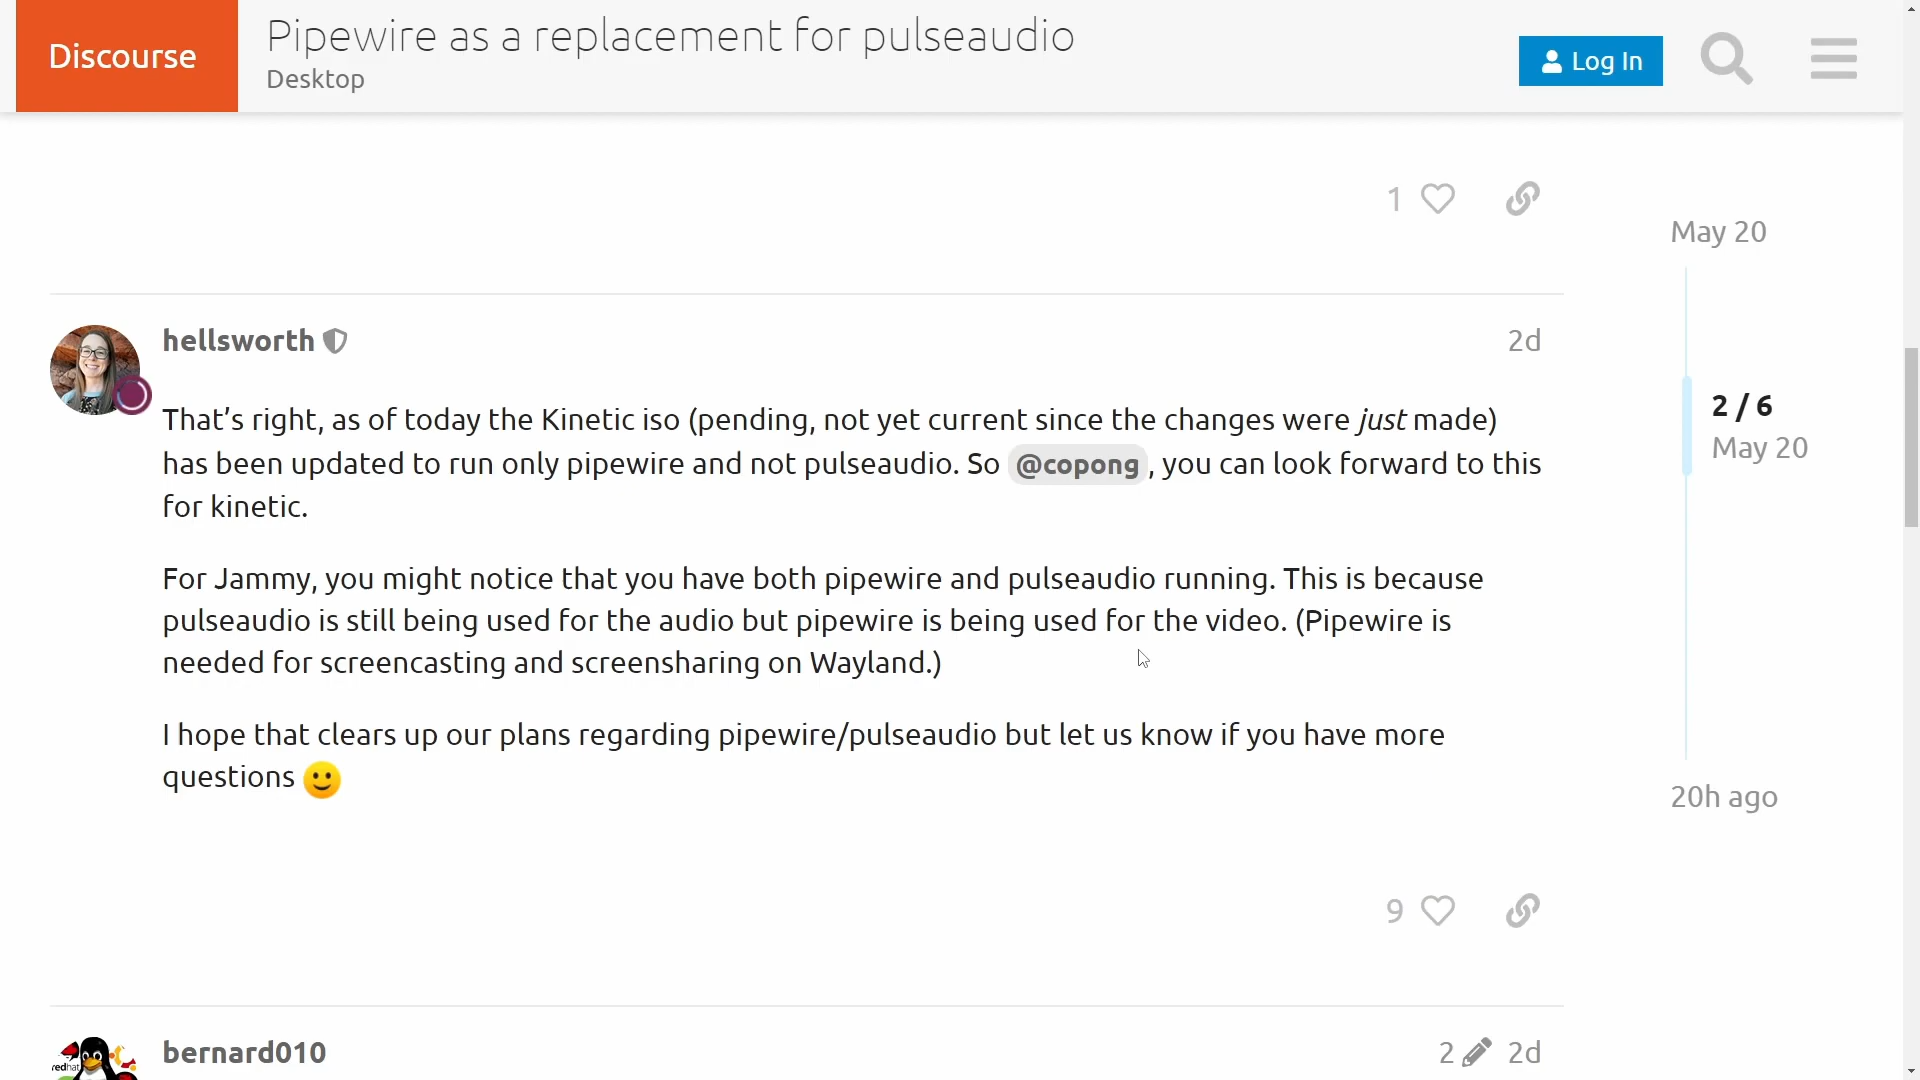 Discourse
Pipewire as a replacement for pulseaudio
Desktop
Log In
1
May 20
hellsworth
2d
That's right, as of today the Kinetic iso (pending, not yet current since the changes were just made)
has been updated to run only pipewire and not pulseaudio. So @copong, you can look forward to this
for kinetic.
2 / 6
May 20
For Jammy, you might notice that you have both pipewire and pulseaudio running. This is because
pulseaudio is still being used for the audio but pipewire is being used for the video. (Pipewire is
needed for screencasting and screensharing on Wayland.)
I hope that clears up our plans regarding pipewire/pulseaudio but let us know if you have more
questions
20h ago
9
bernard010
2
2d
redhat